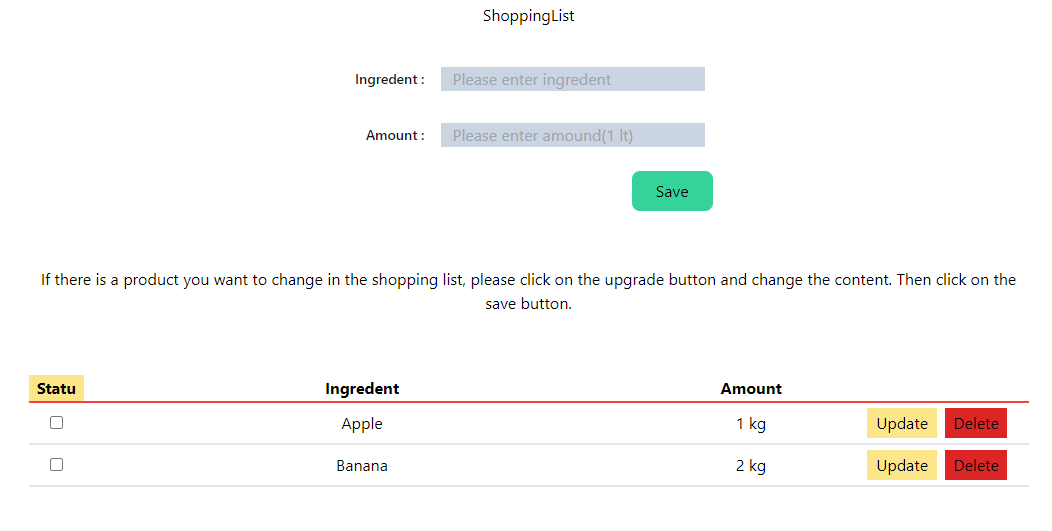 ShoppingList
Ingredent :
Please enter ingredent
Amount :
Please enter amound(1 lt)
Save
If there is a product you want to change in the shopping list, please click on the upgrade button and change the content. Then click on the
save button.
Statu Ingredent Amount
Apple 1 kg Update Delete
Banana 2 kg Update Delete